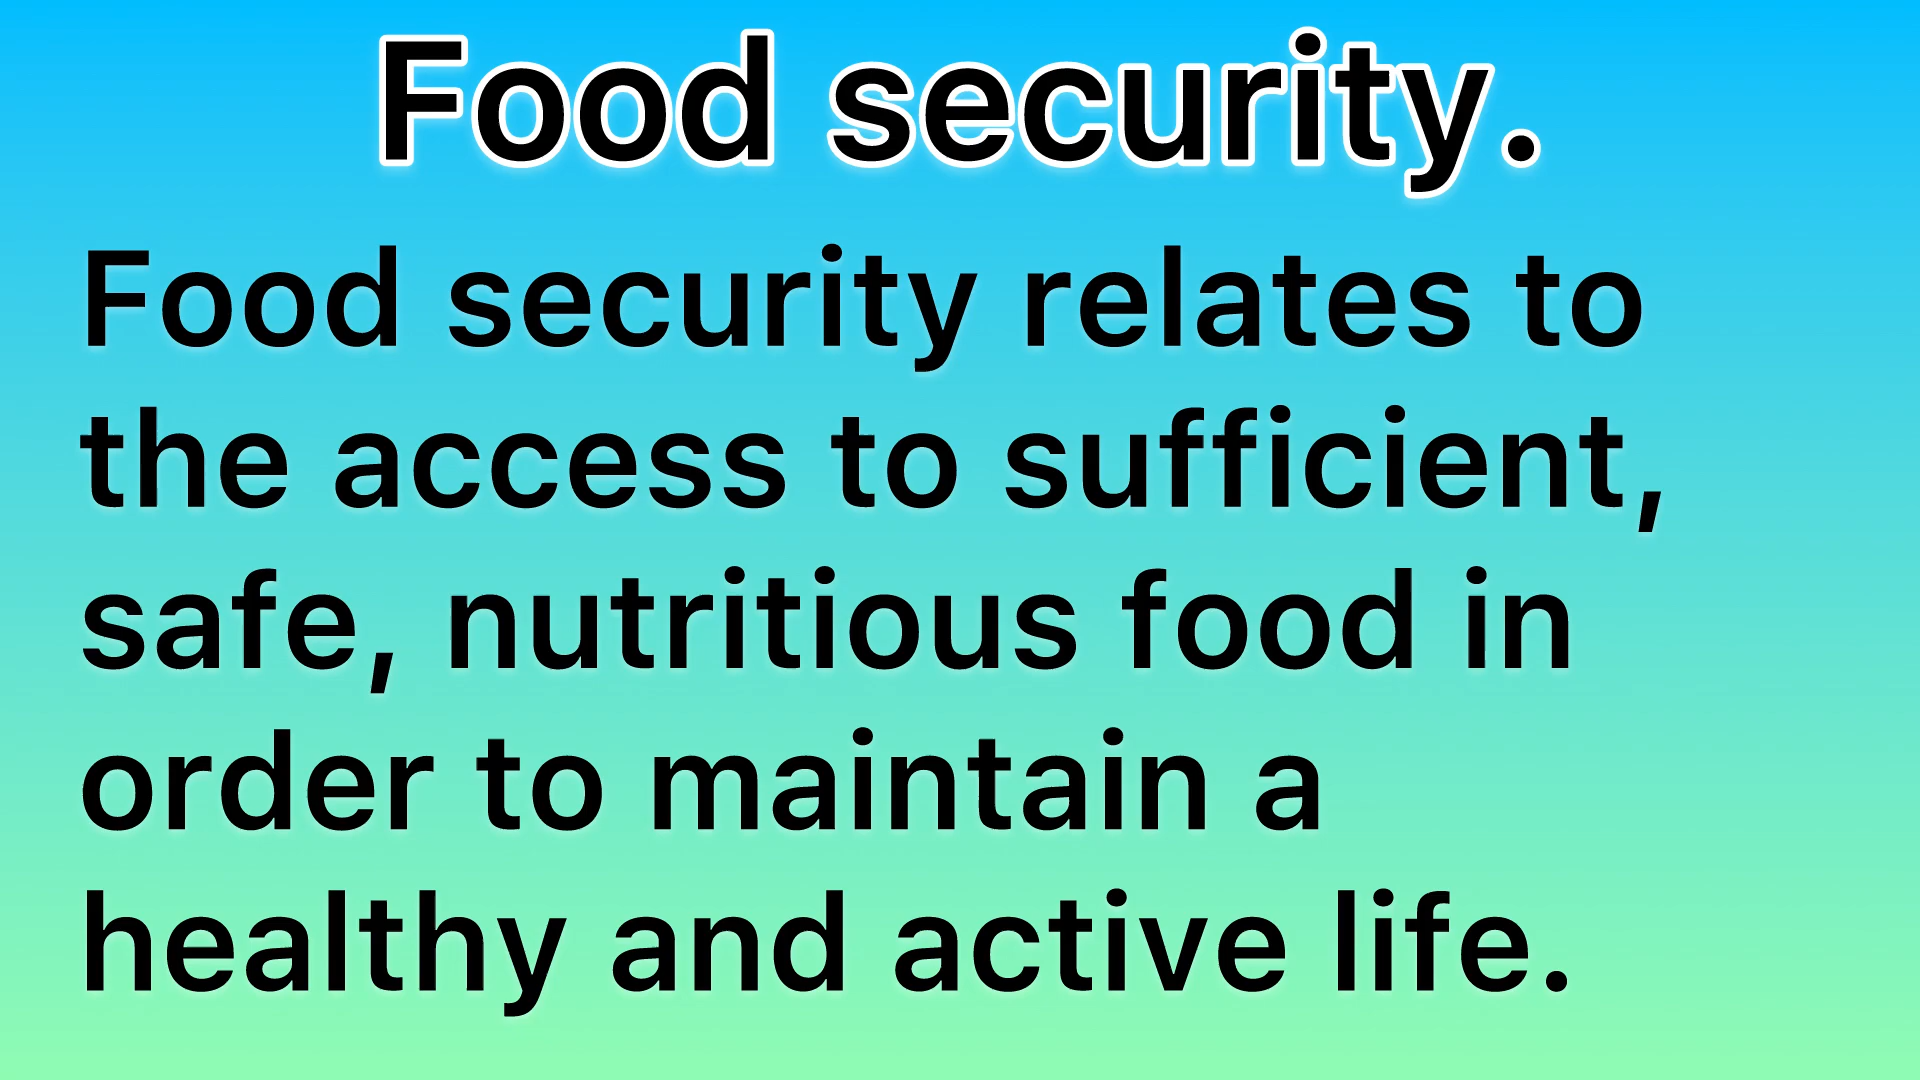 Food security.
Food security relates to
the access to sufficient,
safe, nutritious food in
order to maintain a
healthy and active life.